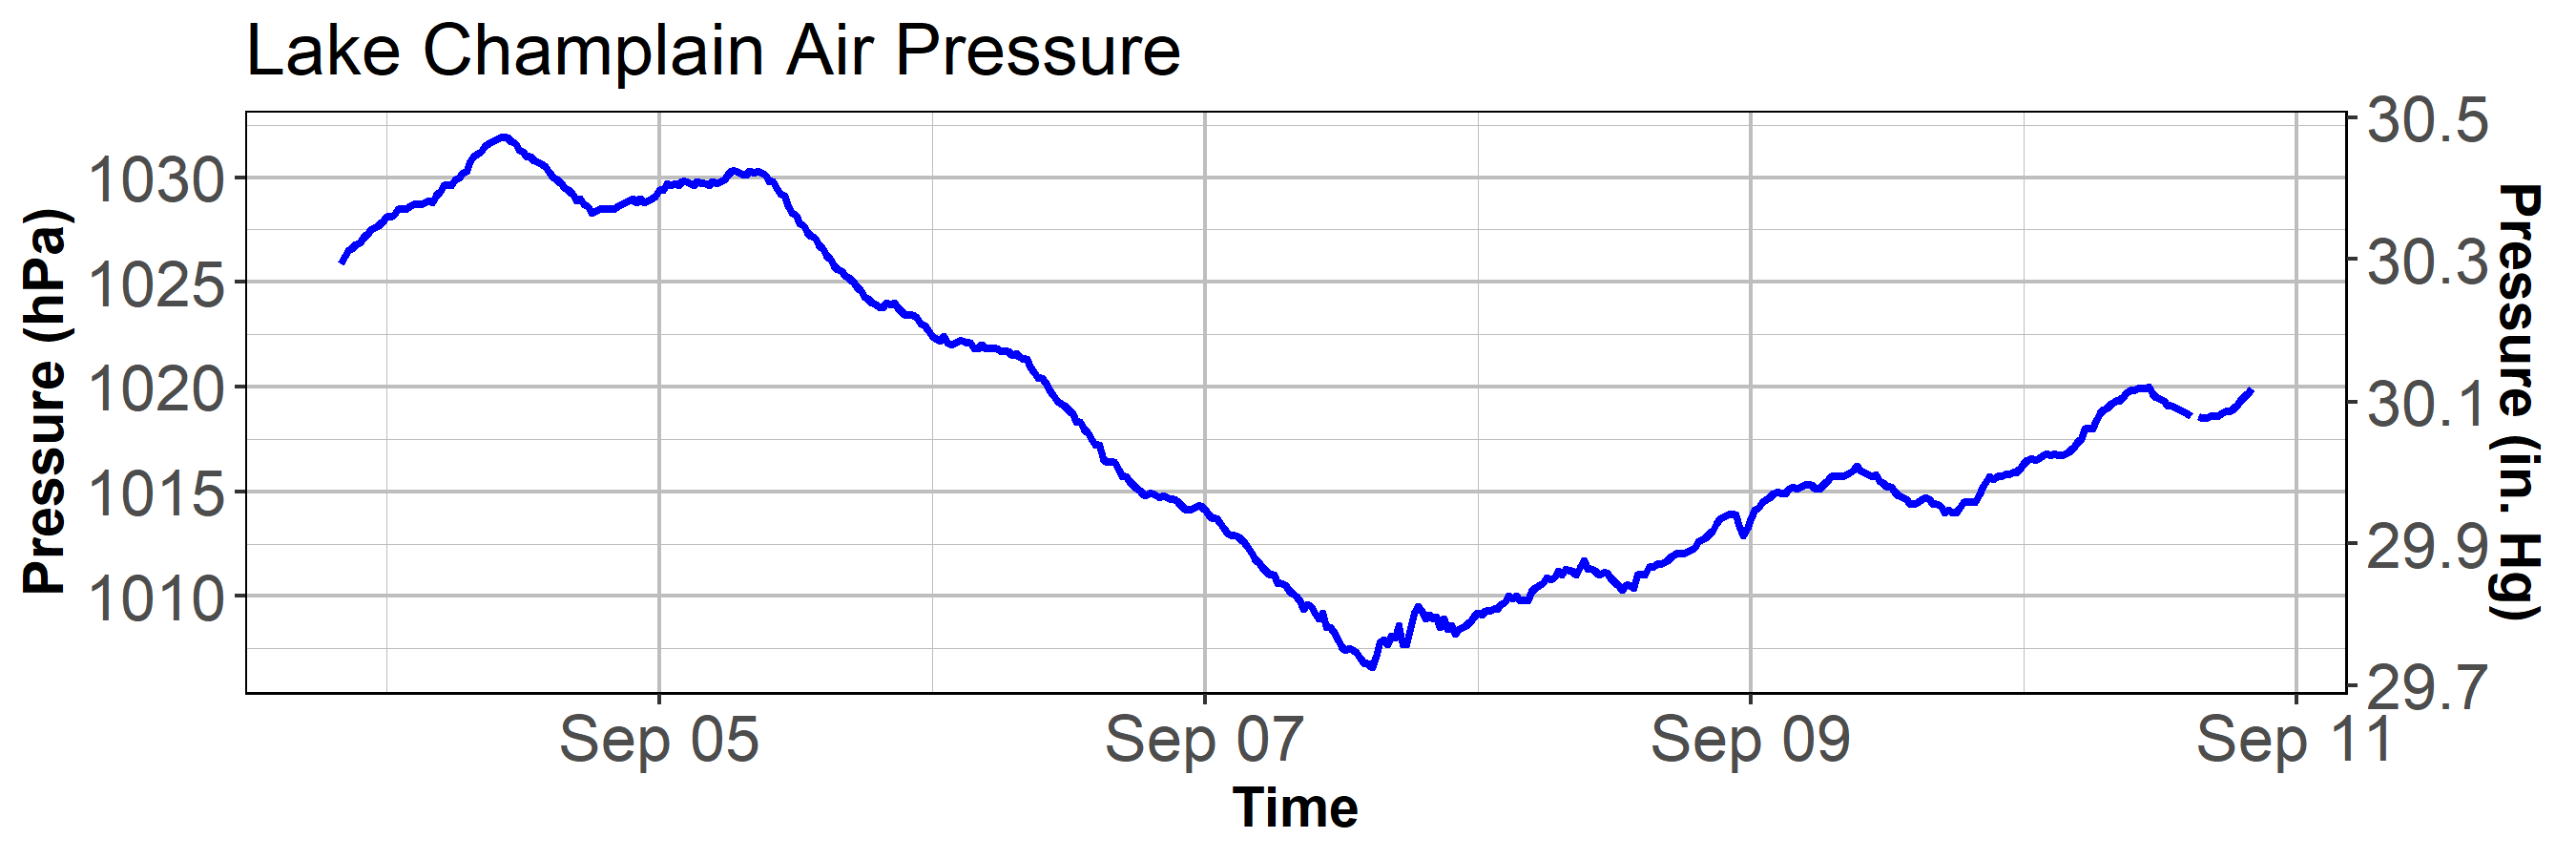 Lake Champlain Air Pressure
Pressure (hPa)
1030
1025
1020
1015
1010
30.5
30.3
30.1
29.9
29.7
Pressure (in. Hg)
Sep 05
Sep 07
Sep 09
Sep 11
Time